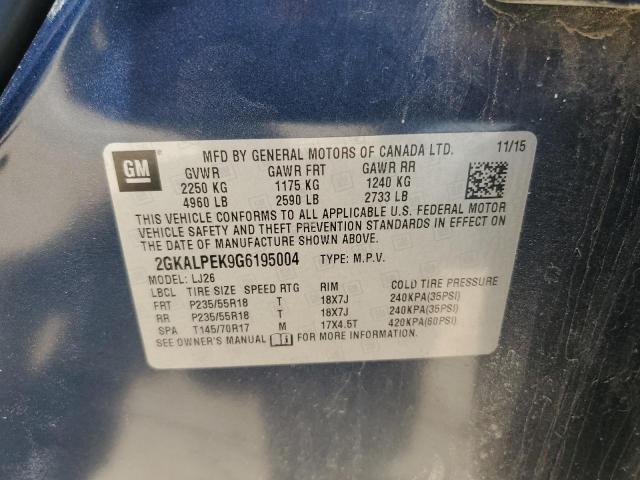 GM
MFD BY GENERAL MOTORS OF CANADA LTD. 11/15
GVWR GAWR FRT GAWR RR
2250 KG 1175 KG 1240 KG
4960 LB 2590 LB 2733 LB
THIS VEHICLE CONFORMS TO ALL APPLICABLE U.S. FEDERAL MOTOR
VEHICLE SAFETY AND THEFT PREVENTION STANDARDS IN EFFECT ON
THE DATE OF MANUFACTURE SHOWN ABOVE.
2GKALPEK9G6195004 TYPE: M.P.V.
MODEL: LJ26
LBCL TIRE SIZE SPEED RTG RIM COLD TIRE PRESSURE
FRT P235/55R18 T 18X7J 240KPA(35PSI)
RR P235/55R18 T 18X7J 240KPA(35PSI)
SPA T145/70R17 M 17X4.5T 420KPA(60PSI)
SEE OWNER'S MANUAL FOR MORE INFORMATION.